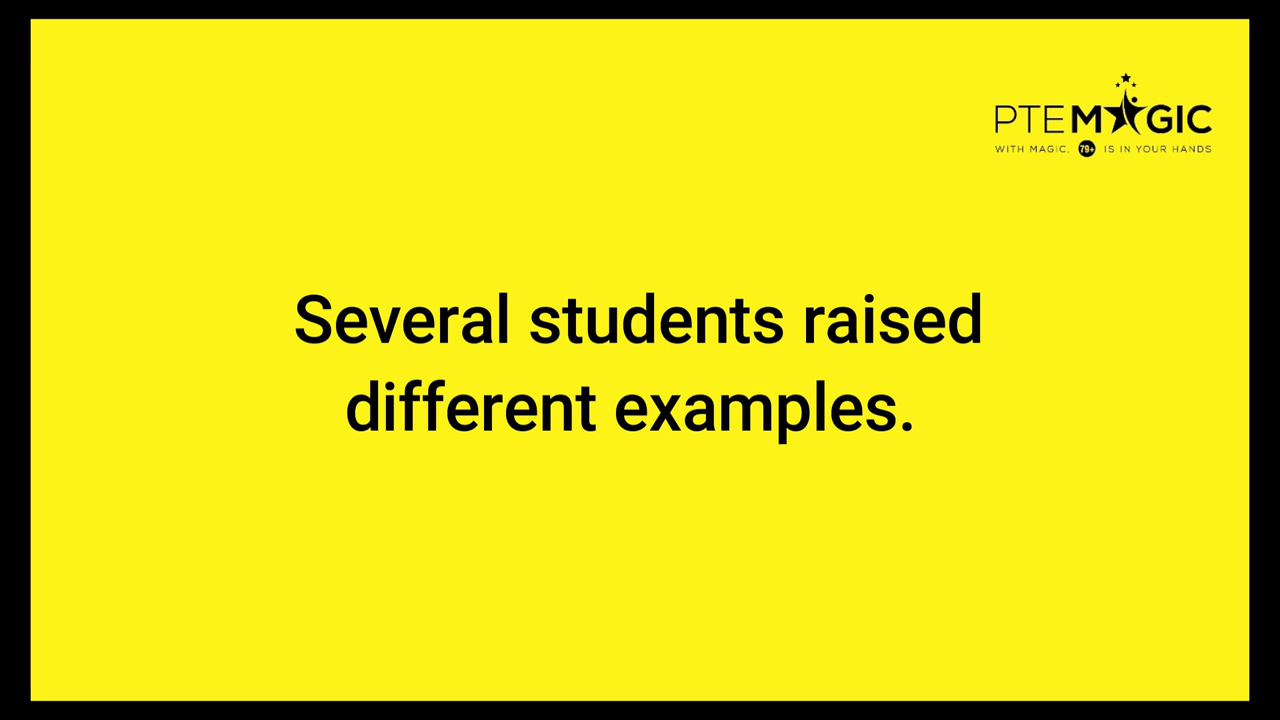 PTEMAGIC
WITH MAGIC, 79+ IS IN YOUR HANDS
Several students raised
different examples.